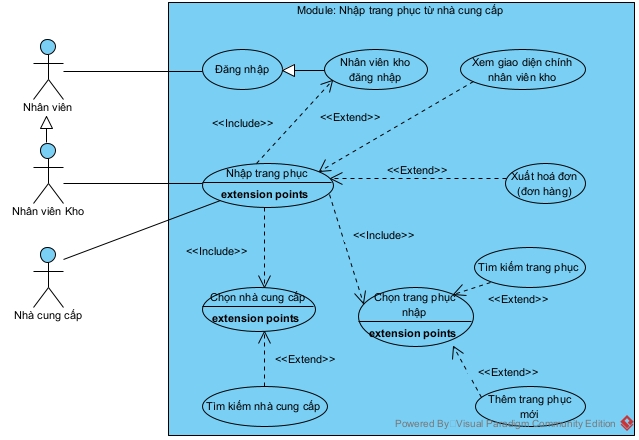 Module: Nhập trang phục từ nhà cung cấp
Nhân viên
Đăng nhập
Nhân viên kho
đăng nhập
Xem giao diện chính
nhân viên kho
<<Include>>
<<Extend>>
Nhân viên Kho
Nhập trang phục
extension points
<<Extend>>
Xuất hoá đơn
(đơn hàng)
Nhà cung cấp
<<Include>>
<<Include>>
Chọn nhà cung cấp
extension points
Chọn trang phục
nhập
extension points
Tìm kiếm trang phục
<<Extend>>
<<Extend>>
Tìm kiếm nhà cung cấp
<<Extend>>
Thêm trang phục
mới
Powered By Visual Paradigm Community Edition